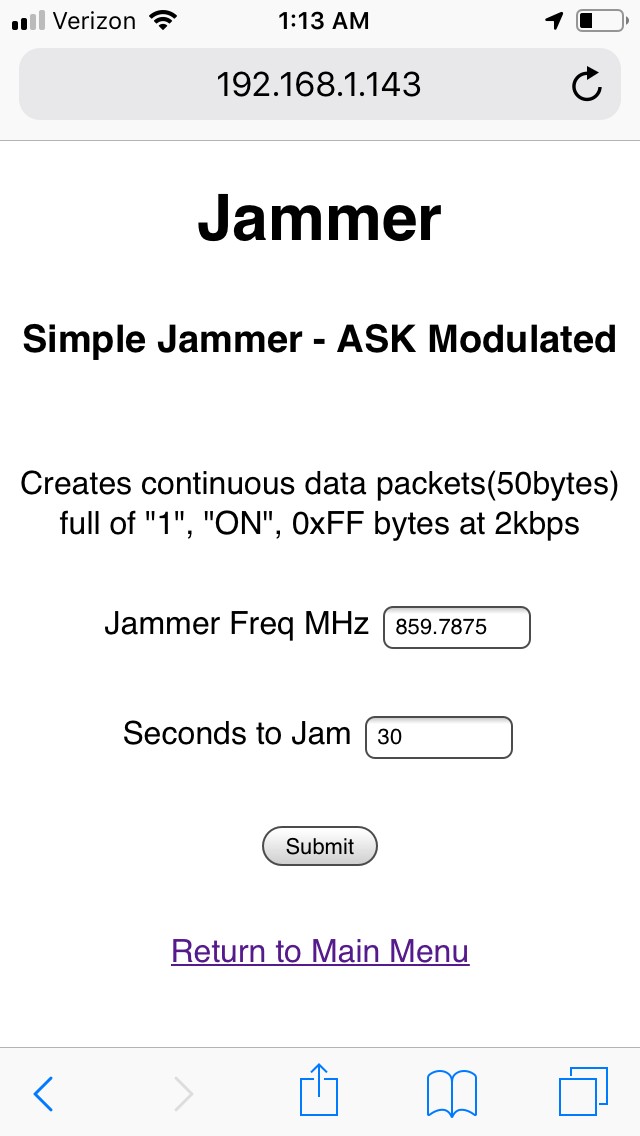 Verizon 1:13 AM
192.168.1.143
Jammer
Simple Jammer - ASK Modulated
Creates continuous data packets(50bytes)
full of "1", "ON", 0xFF bytes at 2kbps
Jammer Freq MHz 859.7875
Seconds to Jam 30
Submit
Return to Main Menu